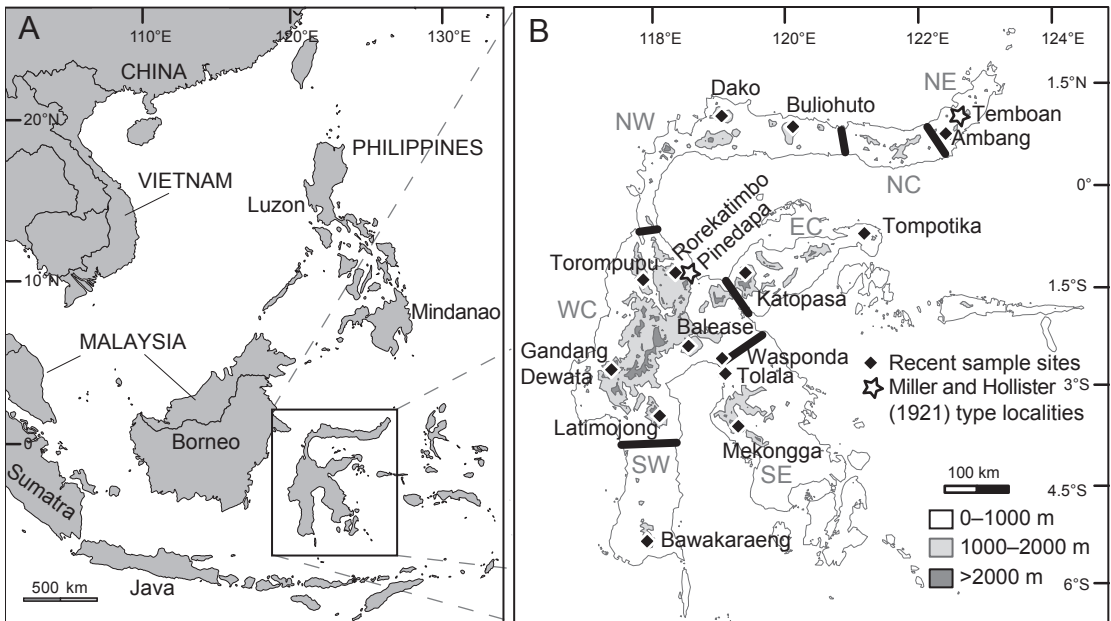 A
110°E
120°E
130°E
CHINA
20°N
PHILIPPINES
VIETNAM
Luzon
10°N
Mindanao
MALAYSIA
Borneo
0°
Sumatra
Java
500 km
B
118°E
120°E
122°E
124°E
1.5°N
NE
Dako
Buliohuto
Temboan
NW
Ambang
NC
0°
Rorekatimbo
Pinedapa
EC
Tompotika
Torompupu
1.5°S
WC
Katopasa
Balease
Gandang
Dewata
Wasponda
Tolala
Recent sample sites
Miller and Hollister
(1921) type localities
3°S
Latimojong
Mekongga
SW
SE
100 km
4.5°S
0–1000 m
Bawakaraeng
1000–2000 m
>2000 m
6°S